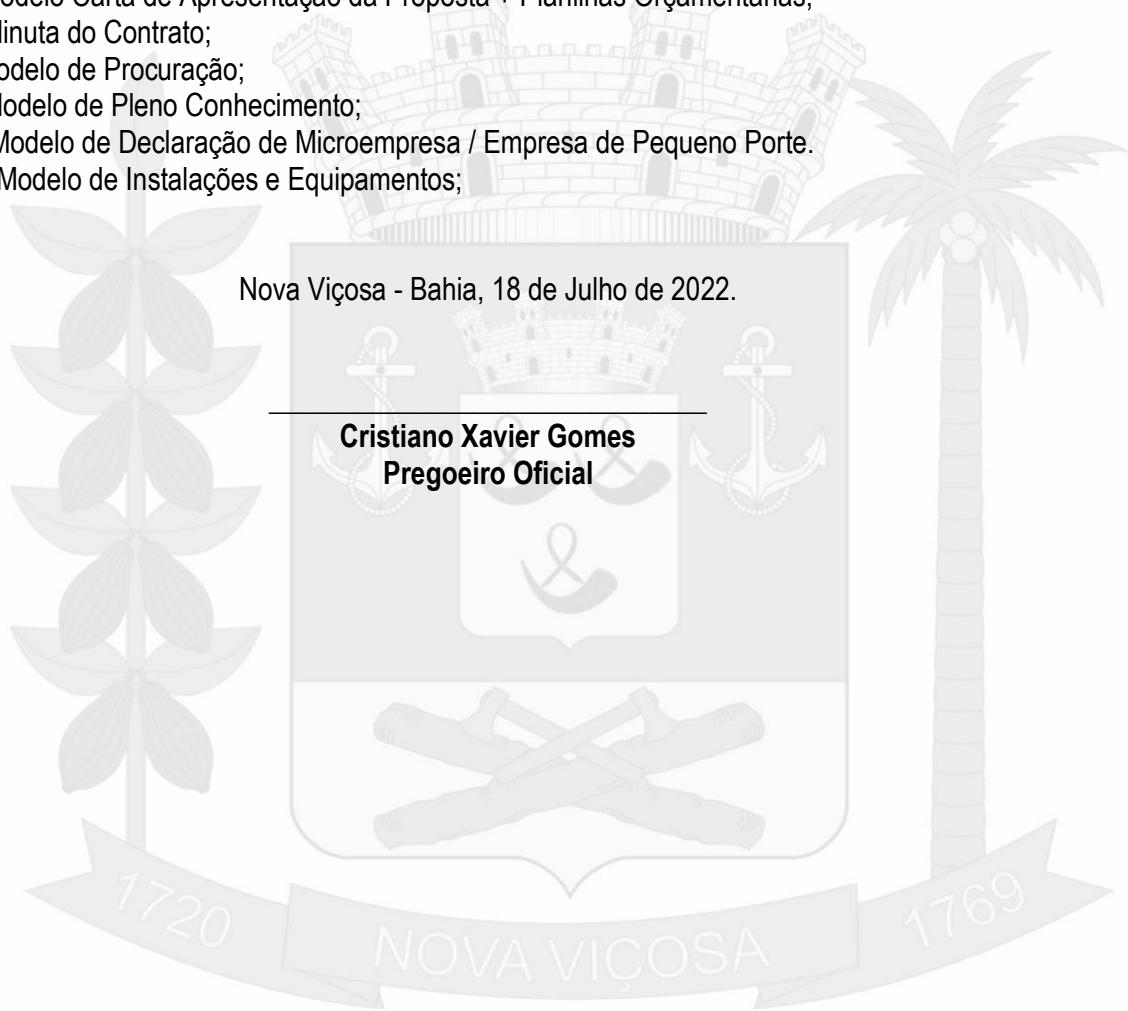 odelo Carta de Apresentação da Proposta + Planilhas Orçamentárias;
linuta do Contrato;
odelo de Procuração;
lodelo de Pleno Conhecimento;
Modelo de Declaração de Microempresa / Empresa de Pequeno Porte.
Modelo de Instalações e Equipamentos;
Nova Viçosa - Bahia, 18 de Julho de 2022.
Cristiano Xavier Gomes
Pregoeiro Oficial
1720 NOVA VIÇOSA 1769